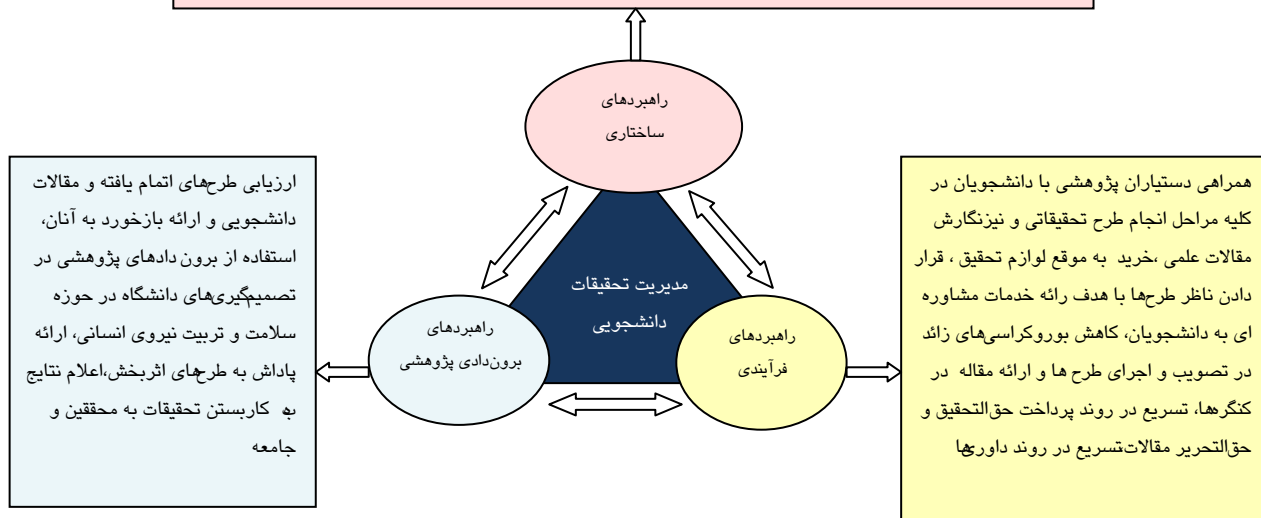 راهبردهای
ساختاری
همراهی دستیاران پژوهشی با دانشجویان در
کلیه مراحل انجام طرح تحقیقاتی و نیزنگارش
مقالات علمی ،خرید به موقع لوازم تحقیق ، قرار
دادن ناظر طرح‌ها با هدف رائه خدمات مشاوره
ای به دانشجویان، کاهش بوروکراسی‌های زائد
در تصویب و اجرای طرح ها و ارائه مقاله در
کنگره‌ها، تسریع در روند پرداخت حق‌التحقیق و
حق‌التحریر مقالات،تسریع در روند داوری‌ها
ارزیابی طرح‌های اتمام یافته و مقالات
دانشجویی و ارائه بازخورد به آنان،
استفاده از برون دادهای پژوهشی در
تصمیم‌گیری‌های دانشگاه در حوزه
سلامت و تربیت نیروی انسانی، ارائه
پاداش به طرح‌های اثربخش،اعلام نتایج
به کاربستن تحقیقات به محققین و
جامعه
مدیریت تحقیقات
دانشجویی
راهبردهای
فرآیندی
راهبردهای
برون‌دادی پژوهشی